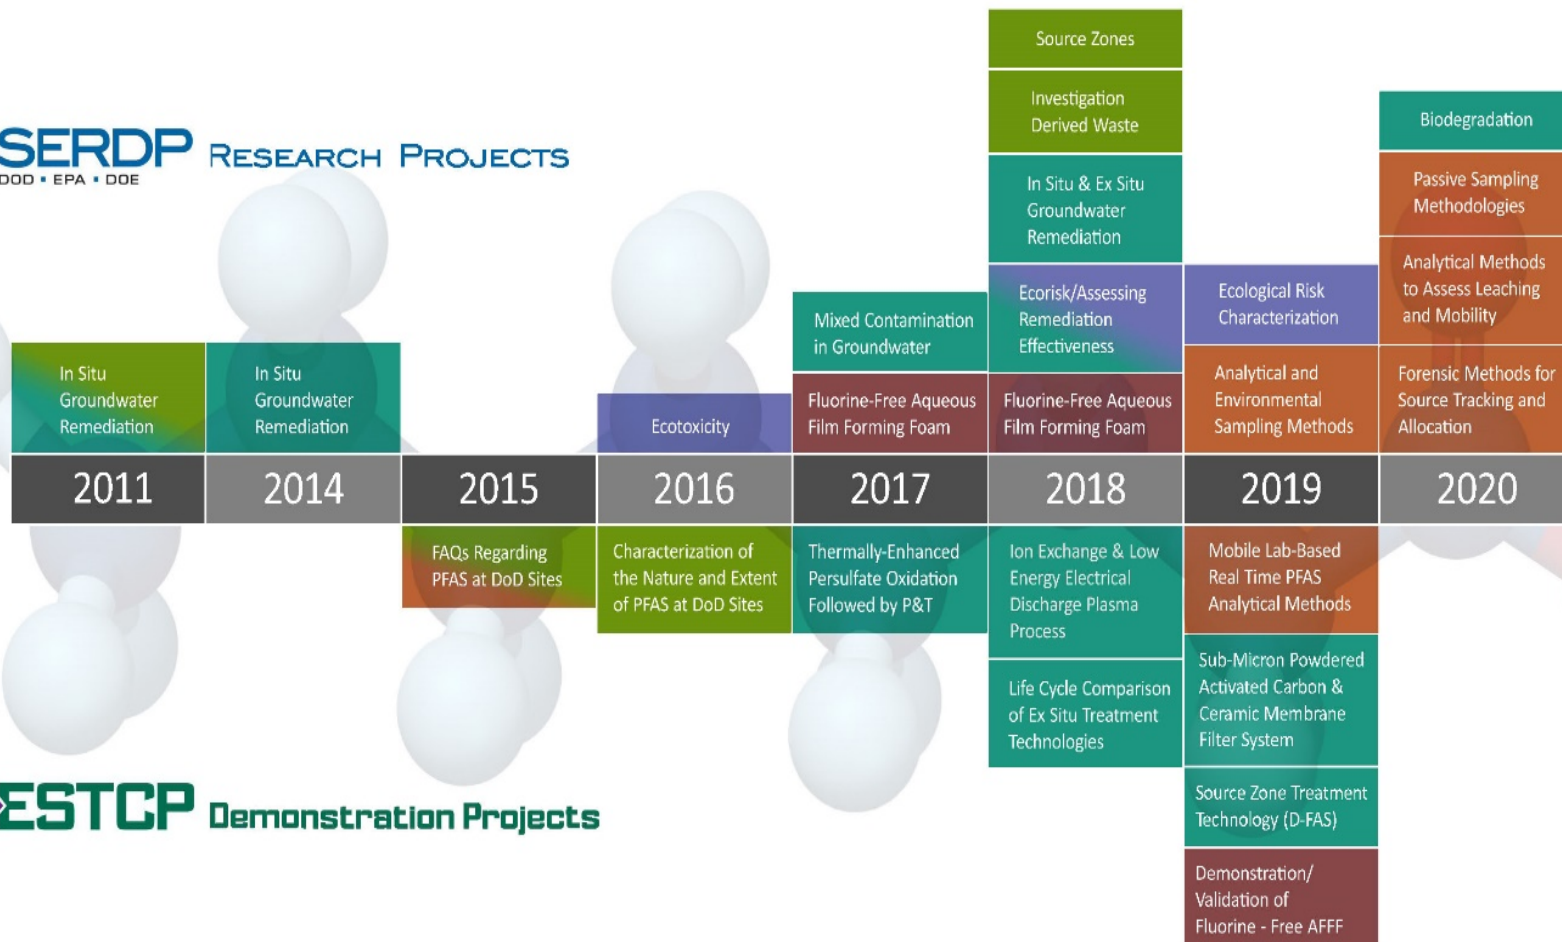 SERDP RESEARCH PROJECTS
DOD • EPA • DOE
In Situ
Groundwater
Remediation
In Situ
Groundwater
Remediation
Ecotoxicity
Mixed Contamination
in Groundwater
Fluorine-Free Aqueous
Film Forming Foam
Source Zones
Investigation
Derived Waste
In Situ & Ex Situ
Groundwater
Remediation
Ecorisk/Assessing
Remediation
Effectiveness
Fluorine-Free Aqueous
Film Forming Foam
Ecological Risk
Characterization
Analytical and
Environmental
Sampling Methods
Biodegradation
Passive Sampling
Methodologies
Analytical Methods
to Assess Leaching
and Mobility
Forensic Methods for
Source Tracking and
Allocation
2011 2014 2015 2016 2017 2018 2019 2020
FAQs Regarding
PFAS at DoD Sites
Characterization of
the Nature and Extent
of PFAS at DoD Sites
Thermally-Enhanced
Persulfate Oxidation
Followed by P&T
Ion Exchange & Low
Energy Electrical
Discharge Plasma
Process
Life Cycle Comparison
of Ex Situ Treatment
Technologies
Mobile Lab-Based
Real Time PFAS
Analytical Methods
Sub-Micron Powdered
Activated Carbon &
Ceramic Membrane
Filter System
Source Zone Treatment
Technology (D-FAS)
Demonstration/
Validation of
Fluorine - Free AFFF
ESTCP Demonstration Projects